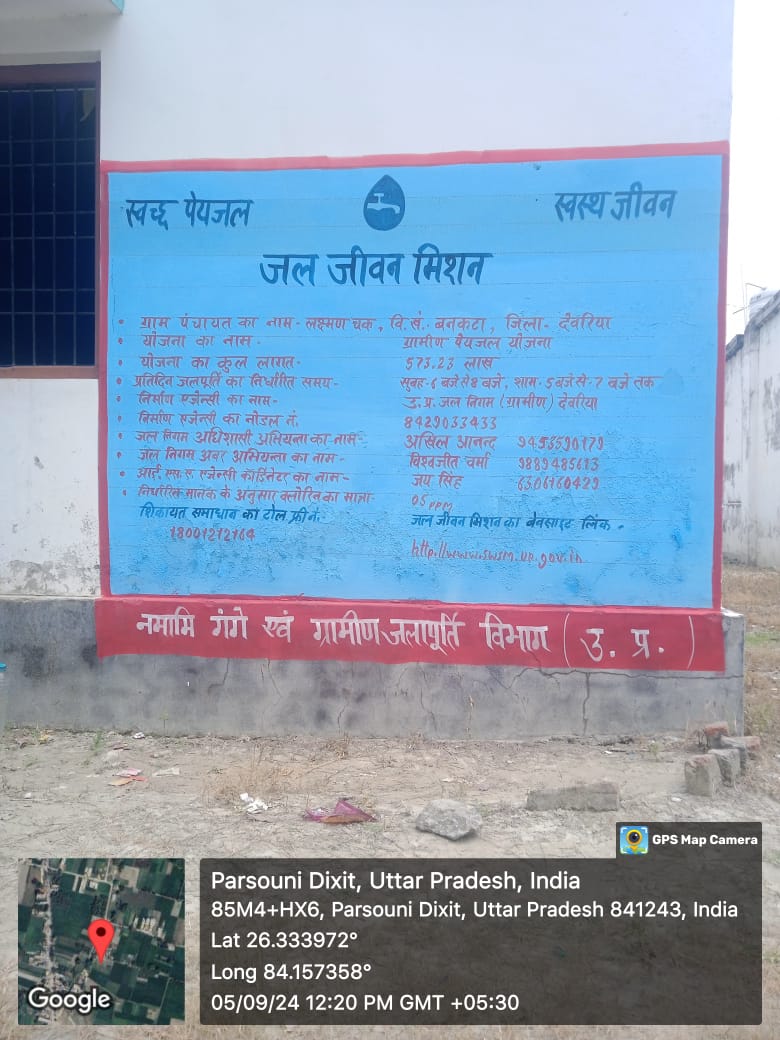 स्वच्छ पेयजल स्वस्थ जीवन
जल जीवन मिशन
• ग्राम पंचायत का नाम- लक्ष्मण चक, वि.खं. बनकटा, जिला- देवरिया
• योजना का नाम- ग्रामीण पेयजल योजना
• योजना का कुल लागत- 573.23 लाख
• प्रतिदिन जलपूर्ति का निर्धारित समय- सुबह- 6 बजे से 8 बजे, शाम- 5 बजे से- 7 बजे तक
• निर्माण एजेन्सी का नाम- उ.प्र. जल निगम (ग्रामीण) देवरिया
• निर्माण एजेन्सी का नोडल नं. 8429033433
• जल निगम अधिशासी अभियन्ता का नाम- अखिल आनन्द
• जल निगम अवर अभियन्ता का नाम- विश्वजीत वर्मा 9889485613
• आई. एस. ए. एजेन्सी कॉर्डिनेटर का नाम- जय सिंह 6306160429
• निर्धारित मानक के अनुसार क्लोरिन का मात्रा- 05 PPM
शिकायत समाधान का टोल फ्री नं. जल जीवन मिशन का वेबसाइट लिंक -
18001212164
http://www.swsm.up.gov.in
नमामि गंगे एवं ग्रामीण जलापूर्ति विभाग (उ. प्र.)
GPS Map Camera
Parsouni Dixit, Uttar Pradesh, India
85M4+HX6, Parsouni Dixit, Uttar Pradesh 841243, India
Lat 26.333972°
Long 84.157358°
05/09/24 12:20 PM GMT +05:30
Google